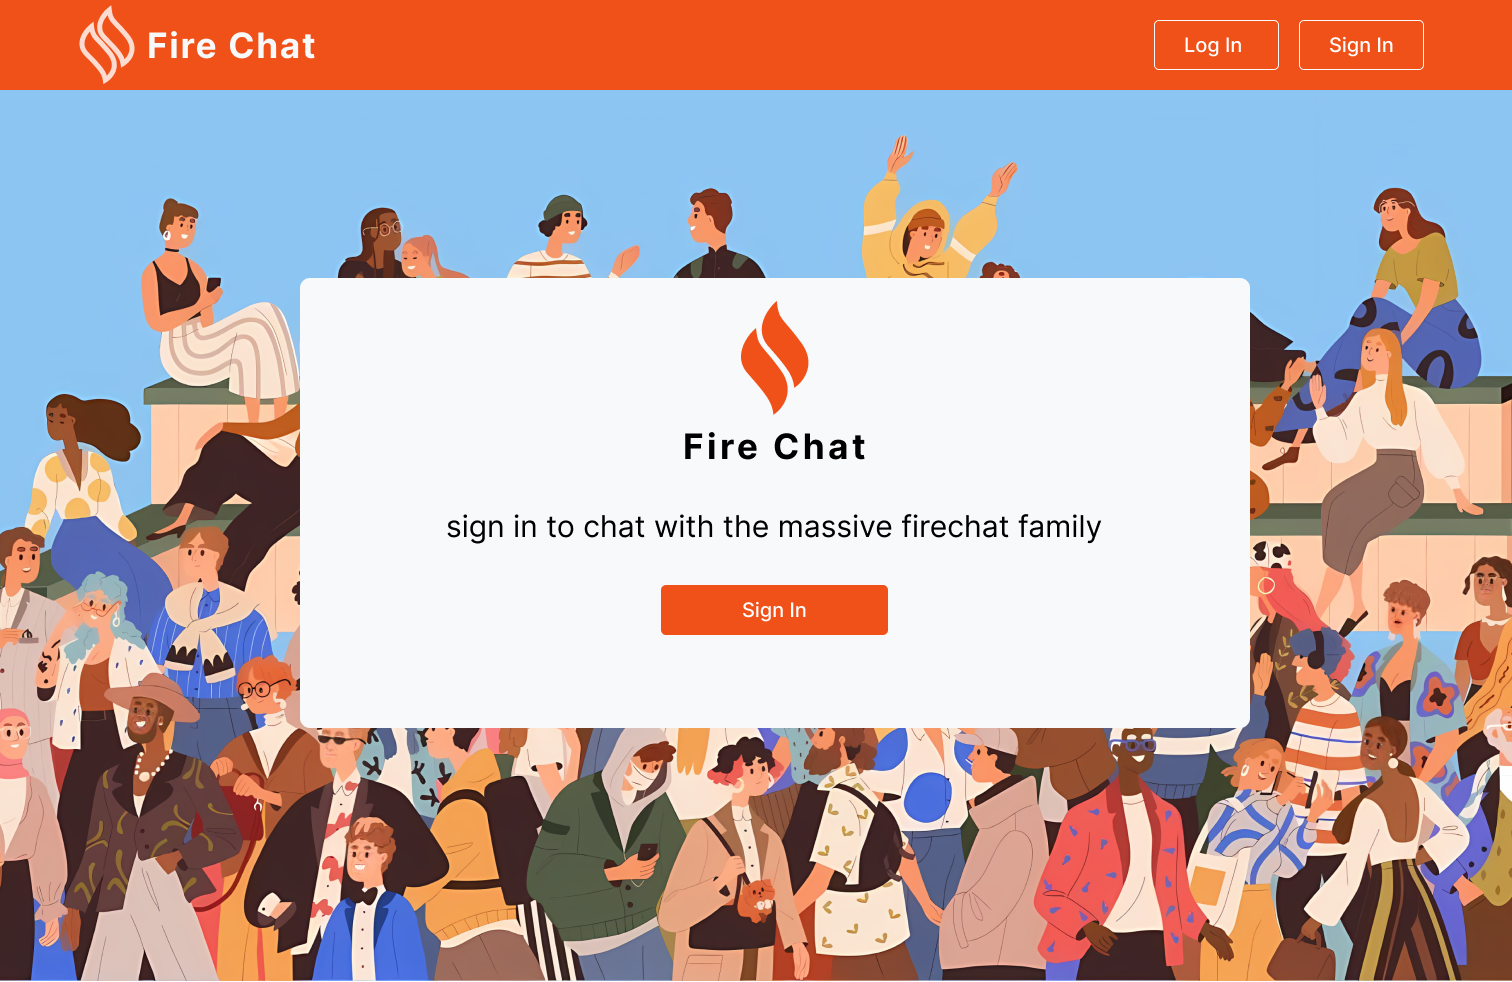 Fire Chat
Log In
Sign In
Fire Chat
sign in to chat with the massive firechat family
Sign In